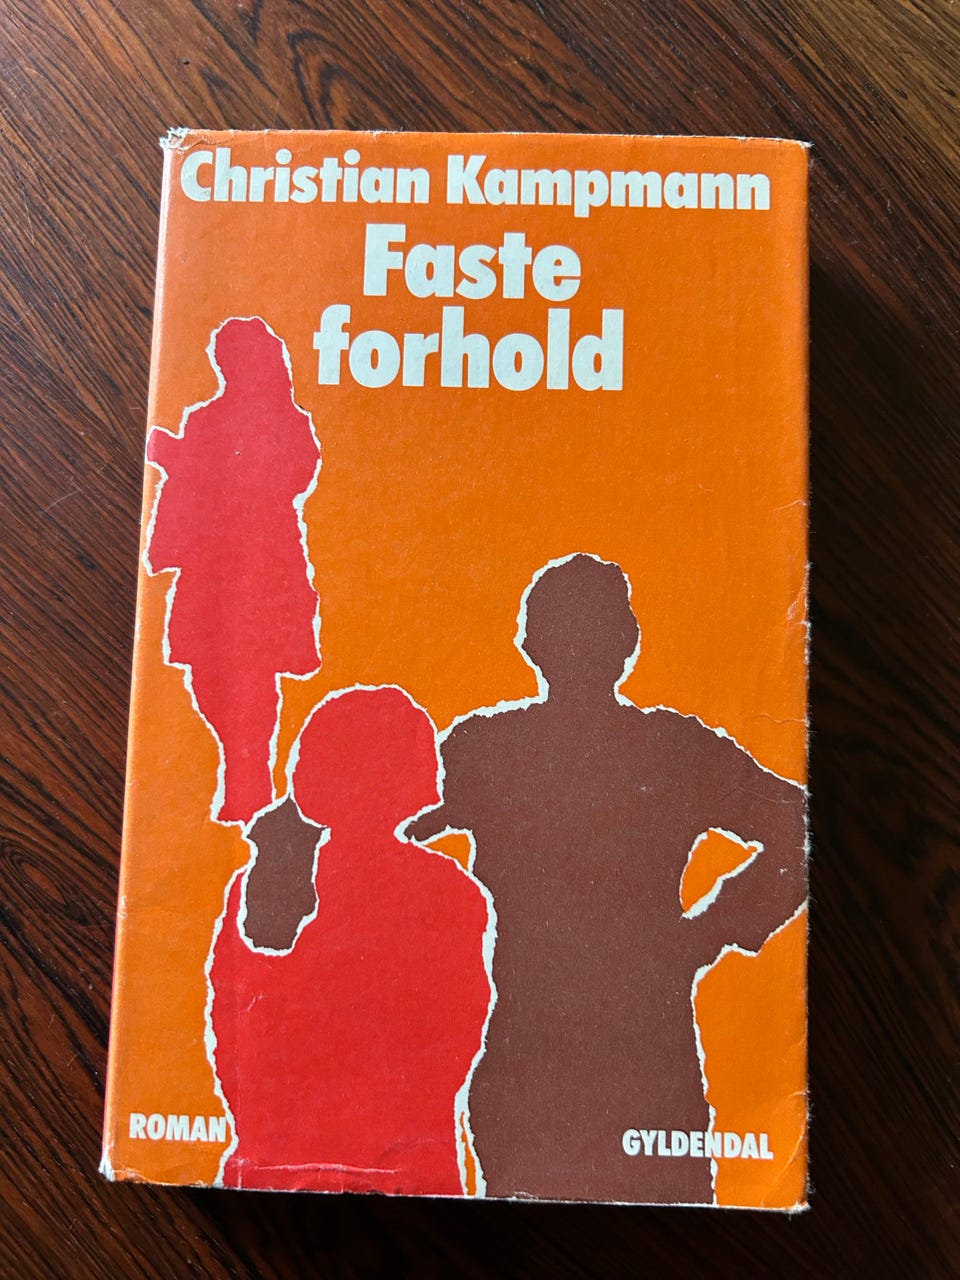 Christian Kampmann
Faste
forhold
ROMAN
GYLDENDAL